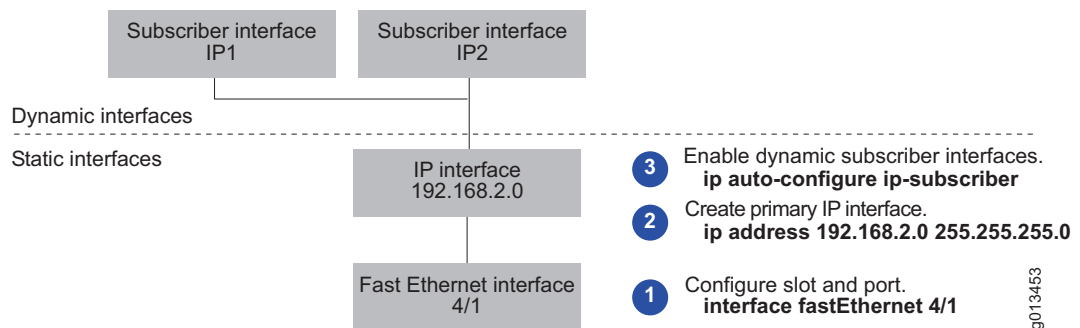 Subscriber interface
IP1
Subscriber interface
IP2
Dynamic interfaces
Static interfaces
IP interface
192.168.2.0
3
Enable dynamic subscriber interfaces.
ip auto-configure ip-subscriber
2
Create primary IP interface.
ip address 192.168.2.0 255.255.255.0
Fast Ethernet interface
4/1
1
Configure slot and port.
interface fastEthernet 4/1
g013453